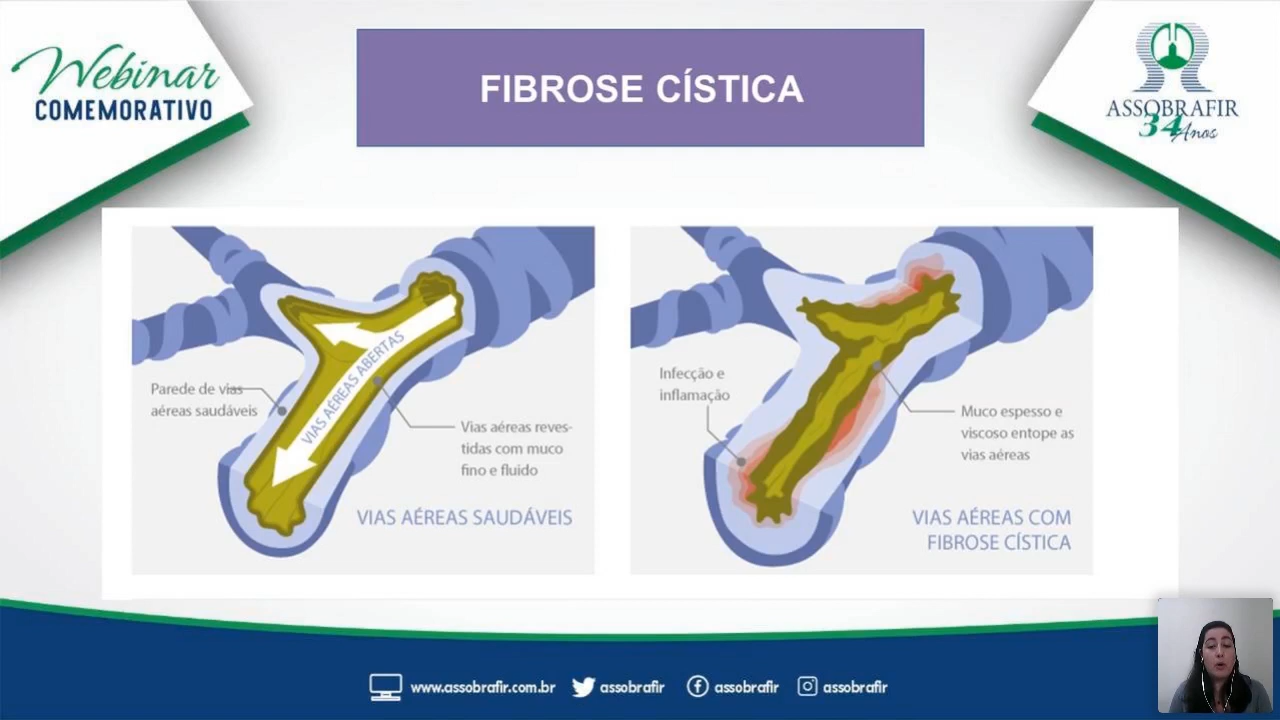 Webinar
COMEMORATIVO
FIBROSE CÍSTICA
ASSOBRAFIR
34 Anos
Parede de vias
aéreas saudáveis
VIAS AÉREAS ABERTAS
Vias aéreas reves-
tidas com muco
fino e fluido
VIAS AÉREAS SAUDÁVEIS
Infecção e
inflamação
Muco espesso e
viscoso entope as
vias aéreas
VIAS AÉREAS COM
FIBROSE CÍSTICA
www.assobrafir.com.br assobrafir assobrafir assobrafir